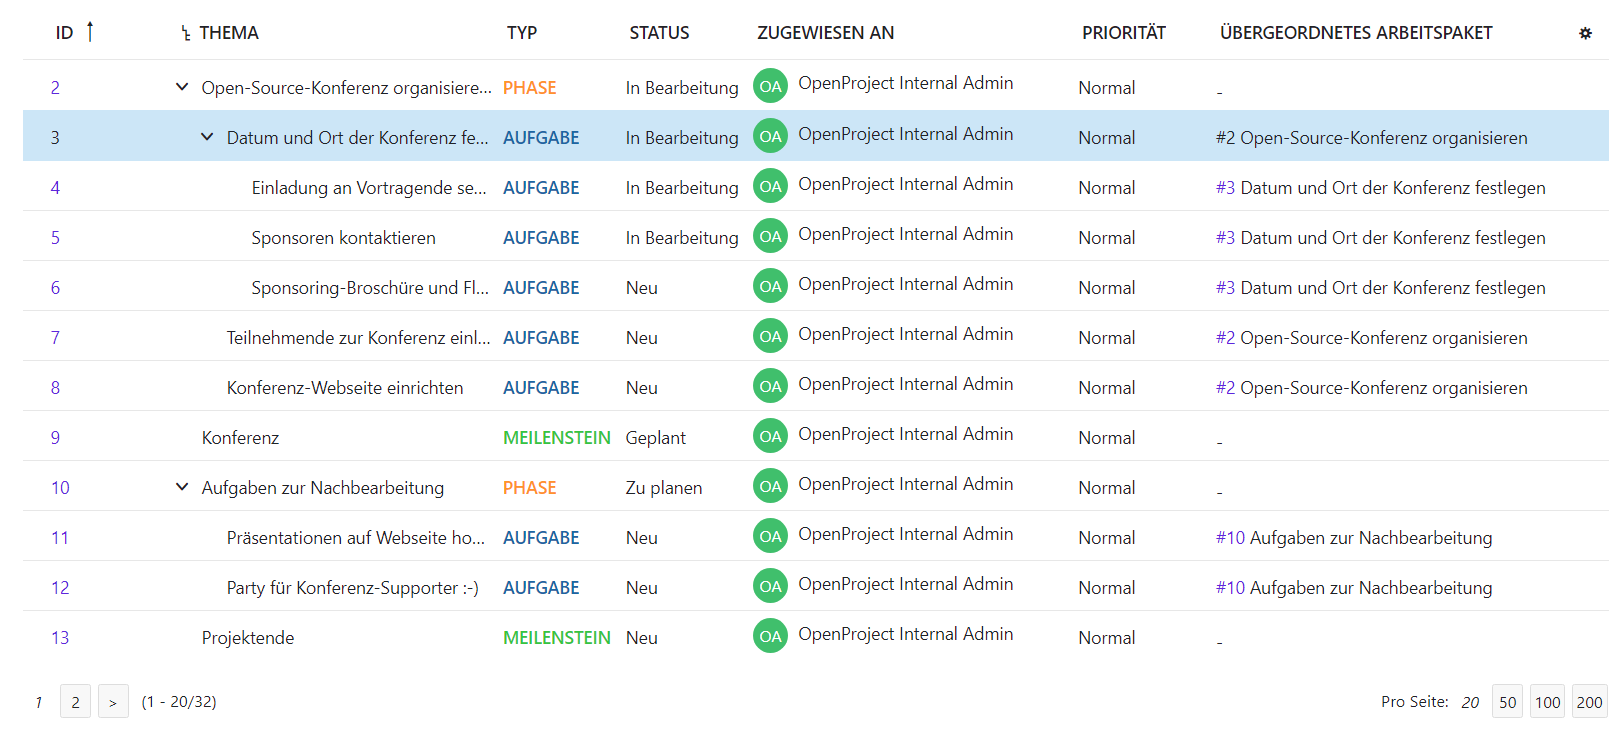 ID THEMA TYP STATUS ZUGEWIESEN AN PRIORITÄT ÜBERGEORDNETES ARBEITSPAKET
2 Open-Source-Konferenz organisiere... PHASE In Bearbeitung OA OpenProject Internal Admin Normal -
3 Datum und Ort der Konferenz fe... AUFGABE In Bearbeitung OA OpenProject Internal Admin Normal #2 Open-Source-Konferenz organisieren
4 Einladung an Vortragende se... AUFGABE In Bearbeitung OA OpenProject Internal Admin Normal #3 Datum und Ort der Konferenz festlegen
5 Sponsoren kontaktieren AUFGABE In Bearbeitung OA OpenProject Internal Admin Normal #3 Datum und Ort der Konferenz festlegen
6 Sponsoring-Broschüre und Fl... AUFGABE Neu OA OpenProject Internal Admin Normal #3 Datum und Ort der Konferenz festlegen
7 Teilnehmende zur Konferenz einl... AUFGABE Neu OA OpenProject Internal Admin Normal #2 Open-Source-Konferenz organisieren
8 Konferenz-Webseite einrichten AUFGABE Neu OA OpenProject Internal Admin Normal #2 Open-Source-Konferenz organisieren
9 Konferenz MEILENSTEIN Geplant OA OpenProject Internal Admin Normal -
10 Aufgaben zur Nachbearbeitung PHASE Zu planen OA OpenProject Internal Admin Normal -
11 Präsentationen auf Webseite ho... AUFGABE Neu OA OpenProject Internal Admin Normal #10 Aufgaben zur Nachbearbeitung
12 Party für Konferenz-Supporter :-) AUFGABE Neu OA OpenProject Internal Admin Normal #10 Aufgaben zur Nachbearbeitung
13 Projektende MEILENSTEIN Neu OA OpenProject Internal Admin Normal -
1 2 > (1 - 20/32) Pro Seite: 20 50 100 200